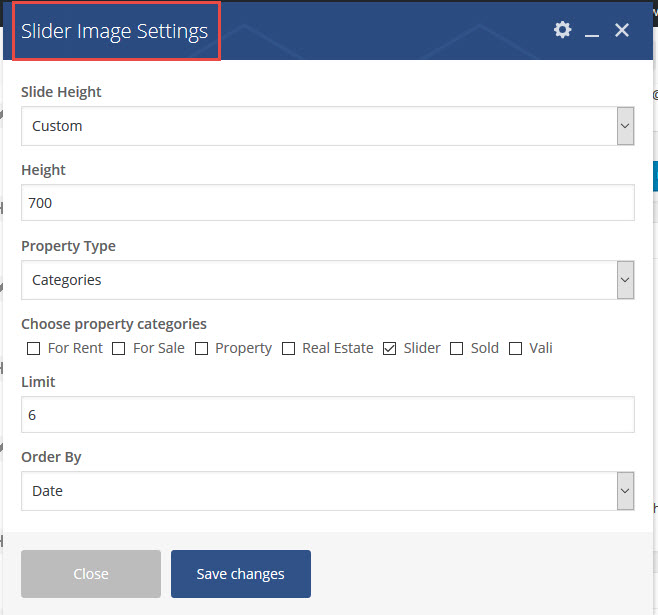 Slider Image Settings
Slide Height
Custom
Height
700
Property Type
Categories
Choose property categories
For Rent For Sale Property Real Estate Slider Sold Vali
Limit
6
Order By
Date
Close Save changes